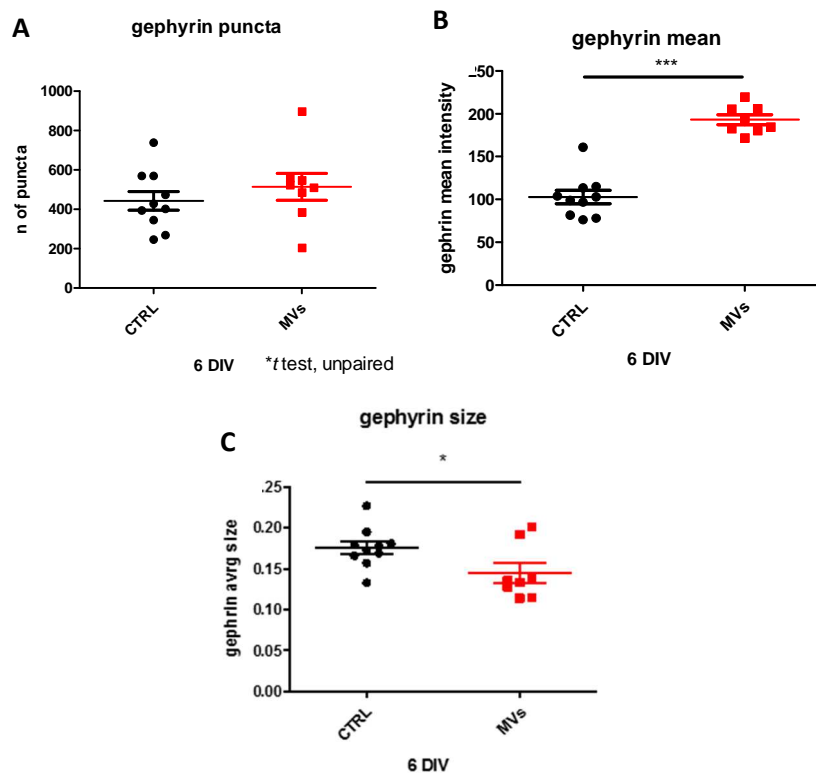 A
gephyrin puncta
n of puncta
1000
800
600
400
200
0
CTRL
MVs
6 DIV
*t test, unpaired
B
gephyrin mean
***
gephrin mean intensity
50
200
150
100
50
0
CTRL
MVs
6 DIV
C
gephyrin size
*
gephrin avrg size
.25
0.20
0.15
0.10
0.05
0.00
CTRL
MVs
6 DIV